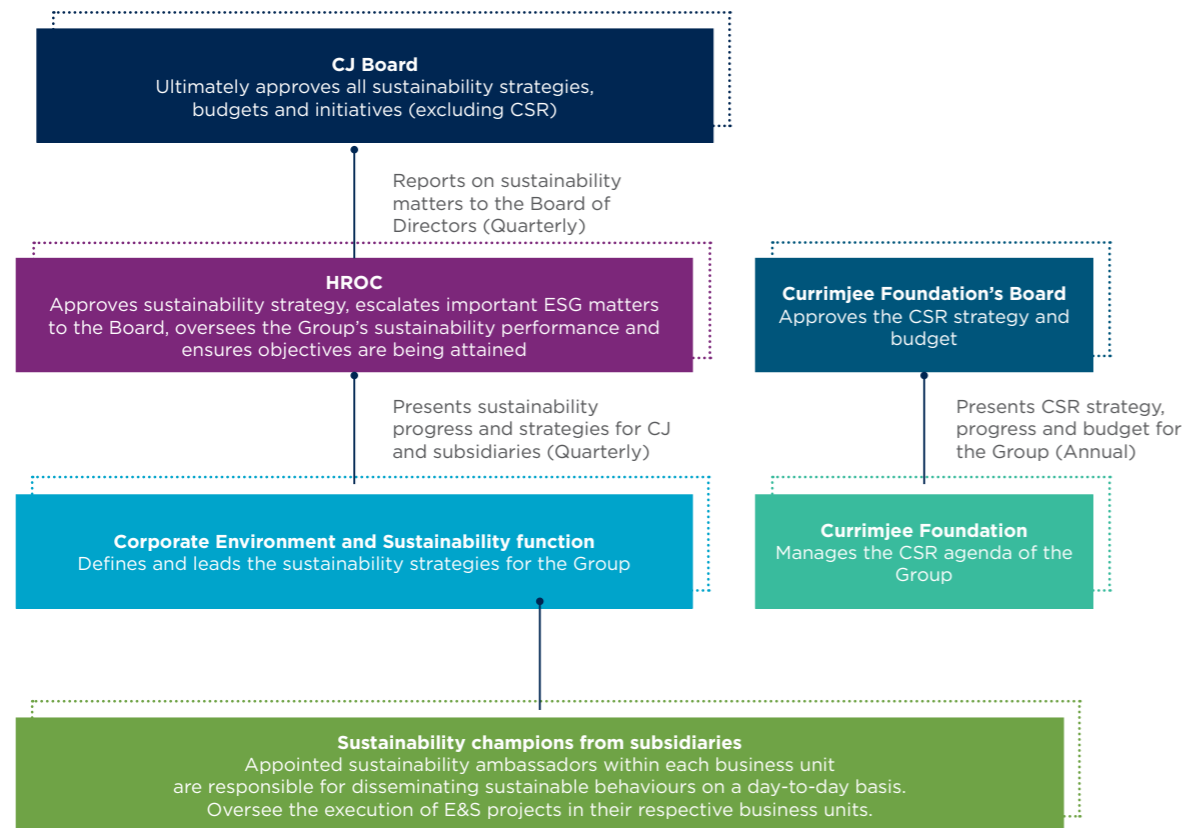 CJ Board
Ultimately approves all sustainability strategies,
budgets and initiatives (excluding CSR)
Reports on sustainability
matters to the Board of
Directors (Quarterly)
HROC
Approves sustainability strategy, escalates important ESG matters
to the Board, oversees the Group’s sustainability performance and
ensures objectives are being attained
Currimjee Foundation’s Board
Approves the CSR strategy and
budget
Presents sustainability
progress and strategies for CJ
and subsidiaries (Quarterly)
Presents CSR strategy,
progress and budget for
the Group (Annual)
Corporate Environment and Sustainability function
Defines and leads the sustainability strategies for the Group
Currimjee Foundation
Manages the CSR agenda of the
Group
Sustainability champions from subsidiaries
Appointed sustainability ambassadors within each business unit
are responsible for disseminating sustainable behaviours on a day-to-day basis.
Oversee the execution of E&S projects in their respective business units.